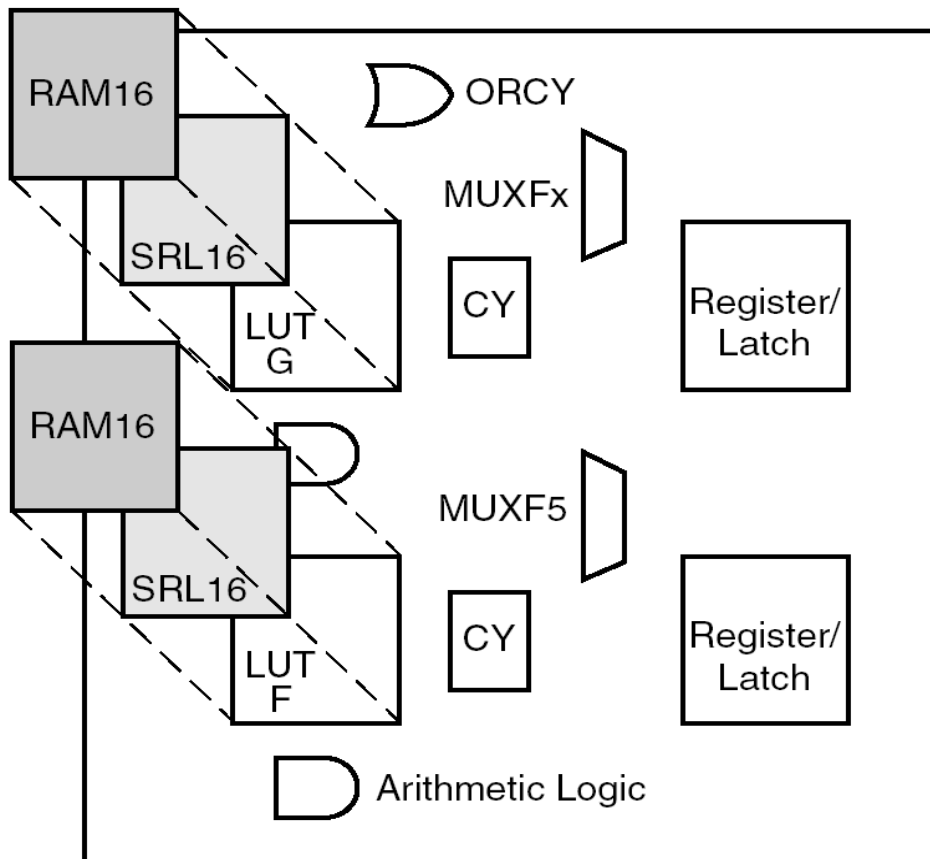 RAM16
ORCY
MUXFx
SRL16
CY
Register/
Latch
LUT
G
RAM16
MUXF5
SRL16
CY
Register/
Latch
LUT
F
Arithmetic Logic